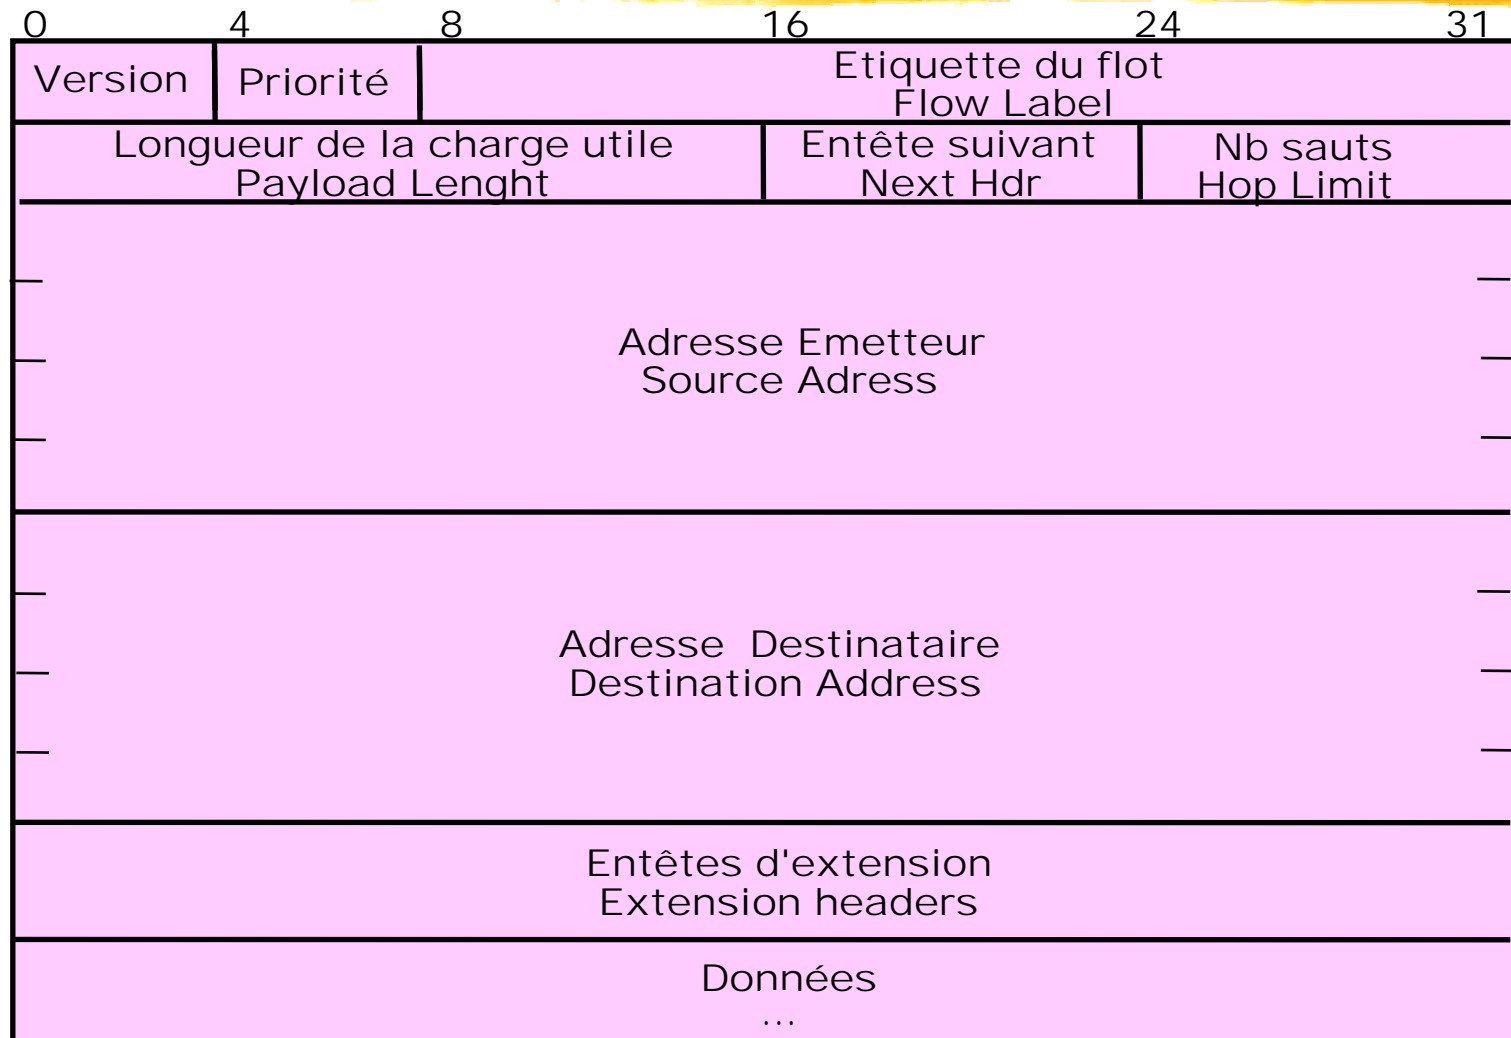 0 4 8 16 24 31
Version Priorité Etiquette du flot
Flow Label
Longueur de la charge utile Entête suivant Nb sauts
Payload Lenght Next Hdr Hop Limit
Adresse Emetteur
Source Adress
Adresse Destinataire
Destination Address
Entêtes d'extension
Extension headers
Données
...